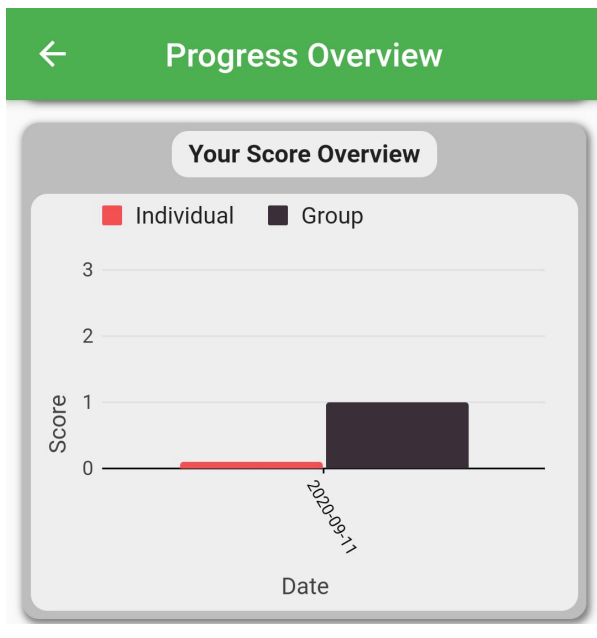 Progress Overview
Your Score Overview
Individual Group
3
2
1
0
Score
2020-09-11
Date